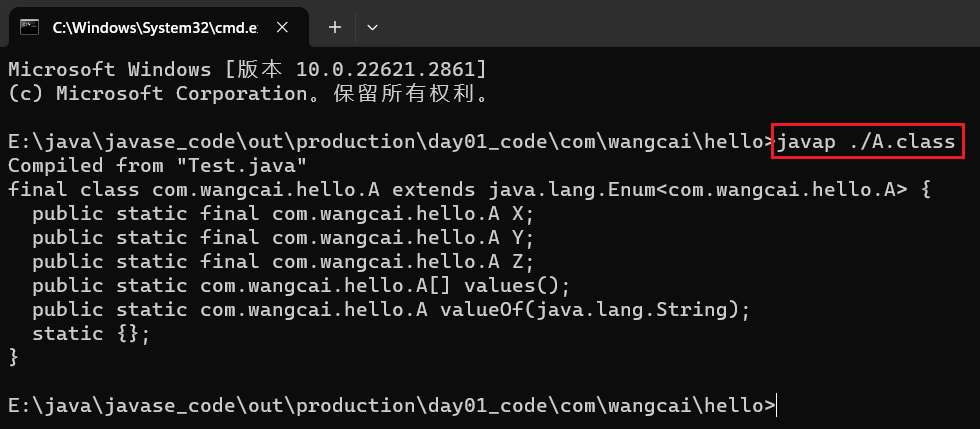 C:\Windows\System32\cmd.e
Microsoft Windows [版本 10.0.22621.2861]
(c) Microsoft Corporation。保留所有权利。
E:\java\javase_code\out\production\day01_code\com\wangcai\hello>javap ./A.class
Compiled from "Test.java"
final class com.wangcai.hello.A extends java.lang.Enum<com.wangcai.hello.A> {
  public static final com.wangcai.hello.A X;
  public static final com.wangcai.hello.A Y;
  public static final com.wangcai.hello.A Z;
  public static com.wangcai.hello.A[] values();
  public static com.wangcai.hello.A valueOf(java.lang.String);
  static {};
}
E:\java\javase_code\out\production\day01_code\com\wangcai\hello>